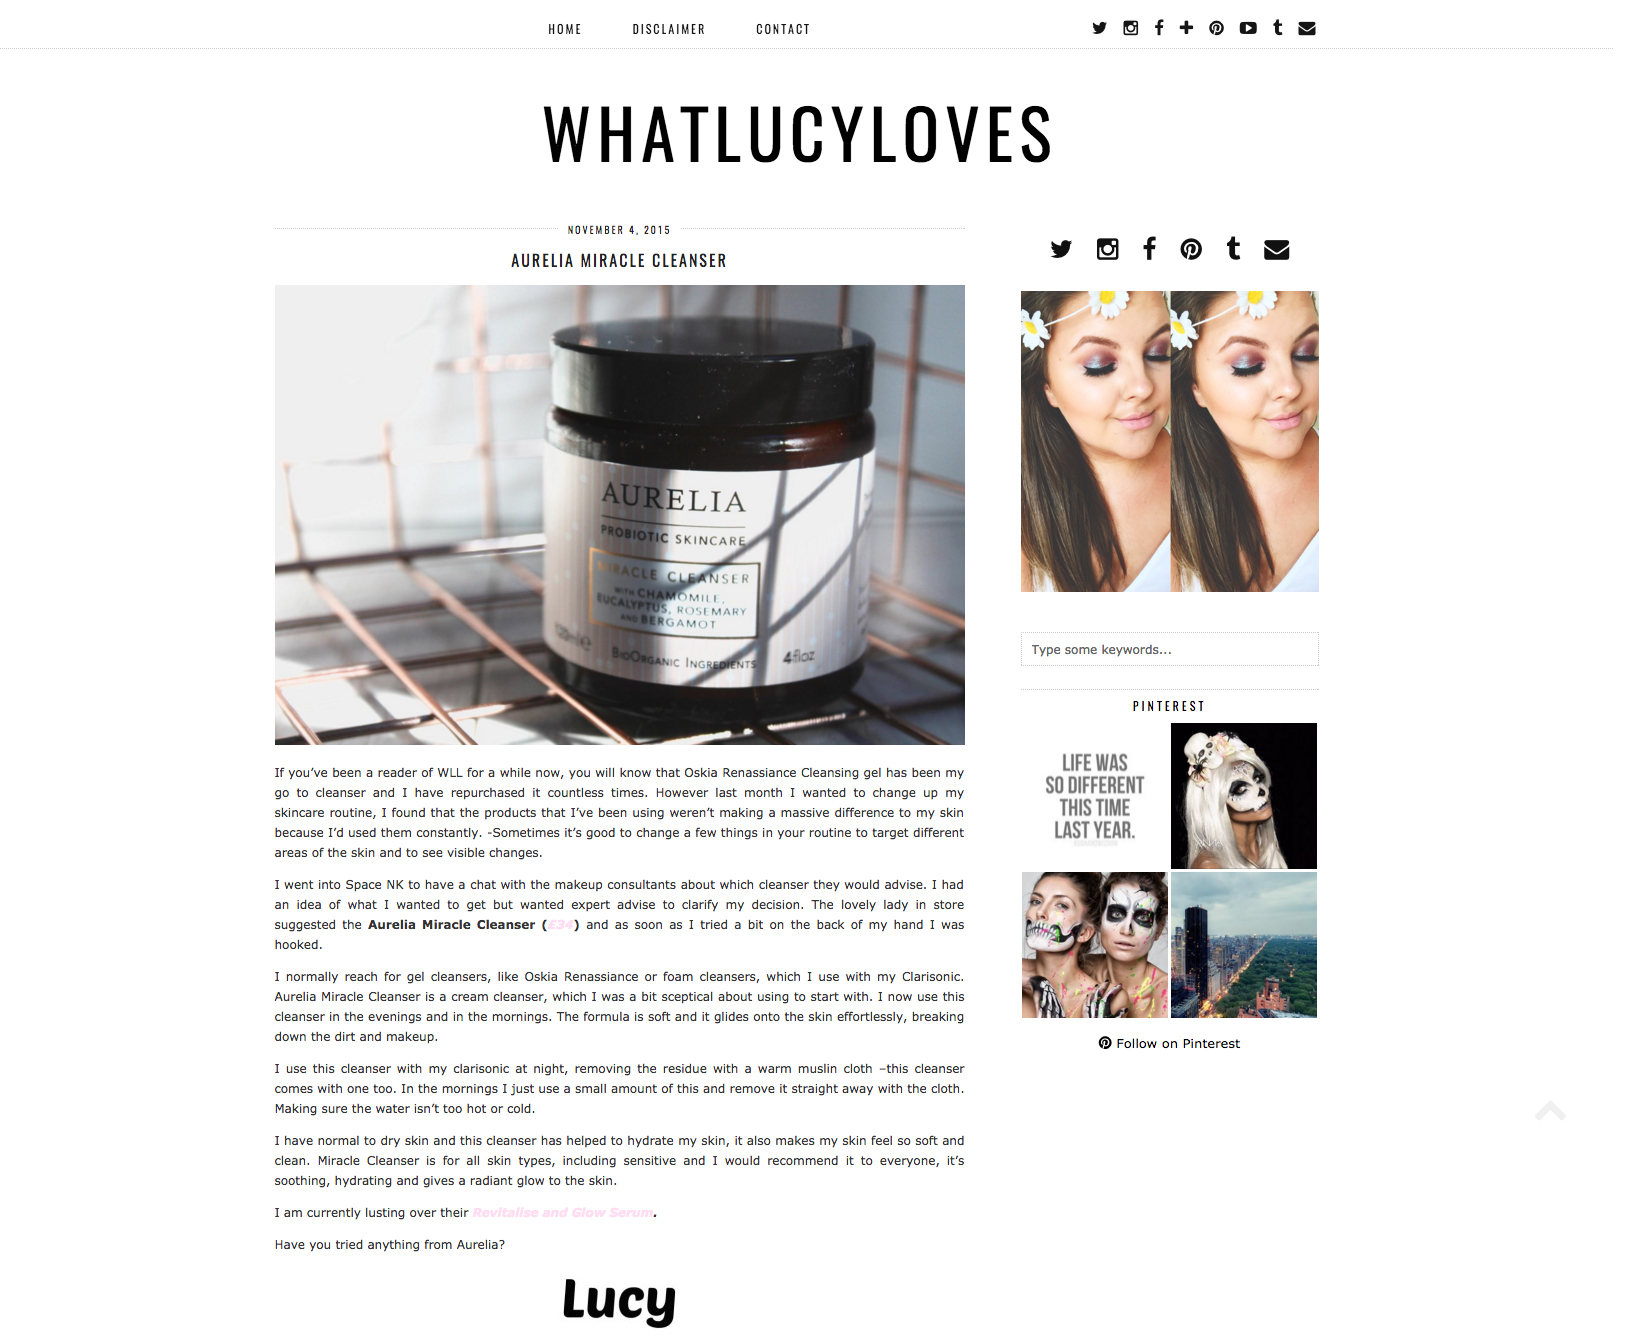 HOME DISCLAIMER CONTACT
WHATLUCYLOVES
NOVEMBER 4, 2015
AURELIA MIRACLE CLEANSER
AURELIA
PROBIOTIC SKINCARE
MIRACLE CLEANSER
WITH CHAMOMILE,
EUCALYPTUS, ROSEMARY
AND BERGAMOT
120ml e
4floz
BIOORGANIC INGREDIENTS
If you’ve been a reader of WLL for a while now, you will know that Oskia Renassiance Cleansing gel has been my
go to cleanser and I have repurchased it countless times. However last month I wanted to change up my
skincare routine, I found that the products that I’ve been using weren’t making a massive difference to my skin
because I’d used them constantly. -Sometimes it’s good to change a few things in your routine to target different
areas of the skin and to see visible changes.
I went into Space NK to have a chat with the makeup consultants about which cleanser they would advise. I had
an idea of what I wanted to get but wanted expert advise to clarify my decision. The lovely lady in store
suggested the Aurelia Miracle Cleanser (£34) and as soon as I tried a bit on the back of my hand I was
hooked.
I normally reach for gel cleansers, like Oskia Renassiance or foam cleansers, which I use with my Clarisonic.
Aurelia Miracle Cleanser is a cream cleanser, which I was a bit sceptical about using to start with. I now use this
cleanser in the evenings and in the mornings. The formula is soft and it glides onto the skin effortlessly, breaking
down the dirt and makeup.
I use this cleanser with my clarisonic at night, removing the residue with a warm muslin cloth –this cleanser
comes with one too. In the mornings I just use a small amount of this and remove it straight away with the cloth.
Making sure the water isn’t too hot or cold.
I have normal to dry skin and this cleanser has helped to hydrate my skin, it also makes my skin feel so soft and
clean. Miracle Cleanser is for all skin types, including sensitive and I would recommend it to everyone, it’s
soothing, hydrating and gives a radiant glow to the skin.
I am currently lusting over their Revitalise and Glow Serum.
Have you tried anything from Aurelia?
Lucy
Type some keywords...
PINTEREST
LIFE WAS
SO DIFFERENT
THIS TIME
LAST YEAR.
Follow on Pinterest